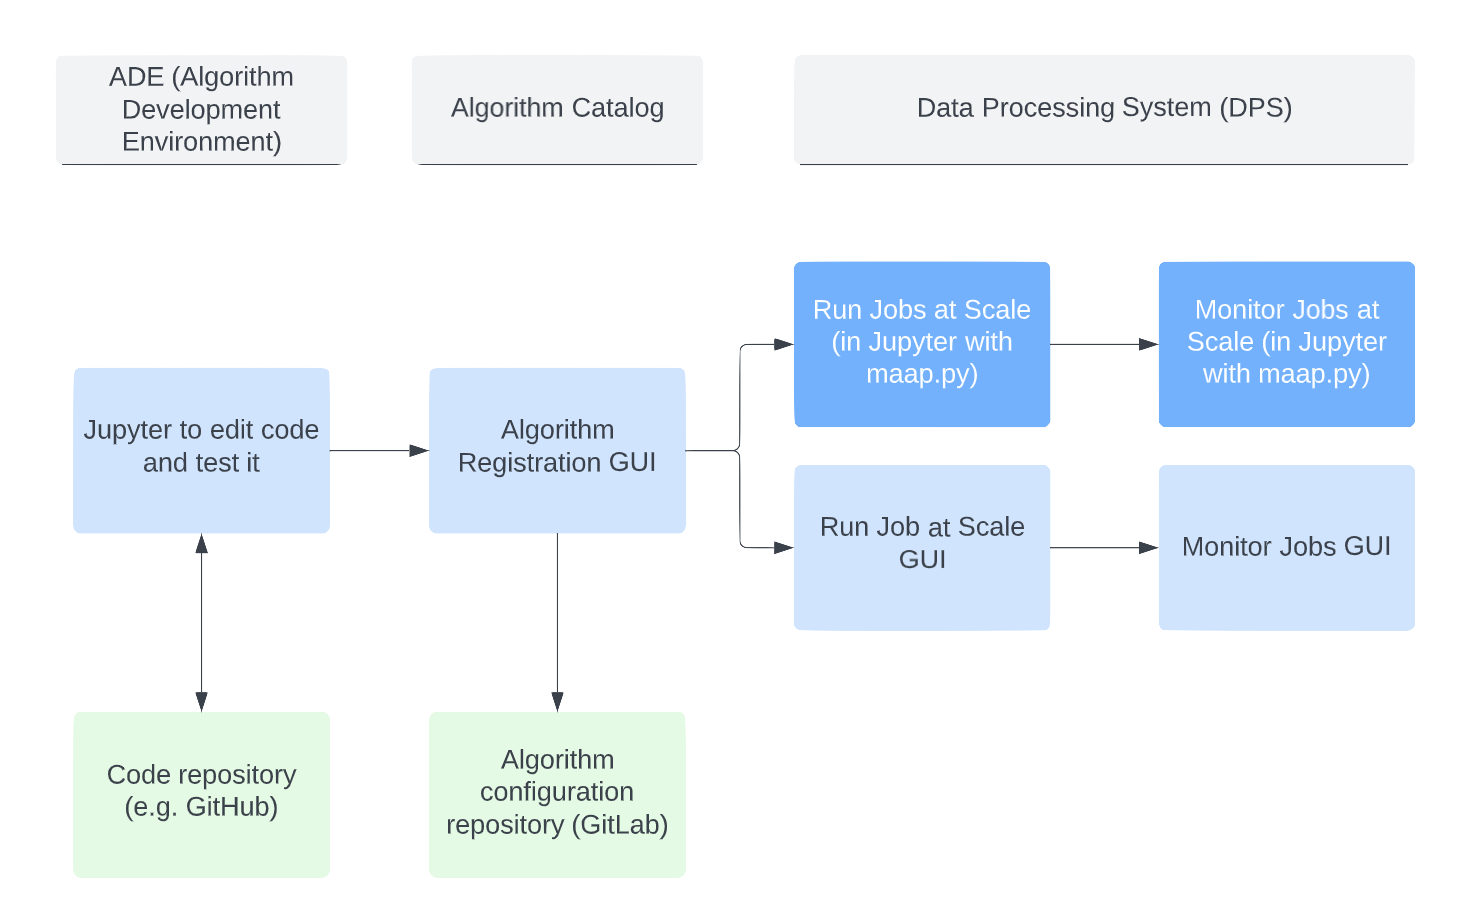 ADE (Algorithm
Development
Environment)
Algorithm Catalog
Data Processing System (DPS)
Run Jobs at Scale
(in Jupyter with
maap.py)
Monitor Jobs at
Scale (in Jupyter
with maap.py)
Jupyter to edit code
and test it
Algorithm
Registration GUI
Run Job at Scale
GUI
Monitor Jobs GUI
Code repository
(e.g. GitHub)
Algorithm
configuration
repository (GitLab)